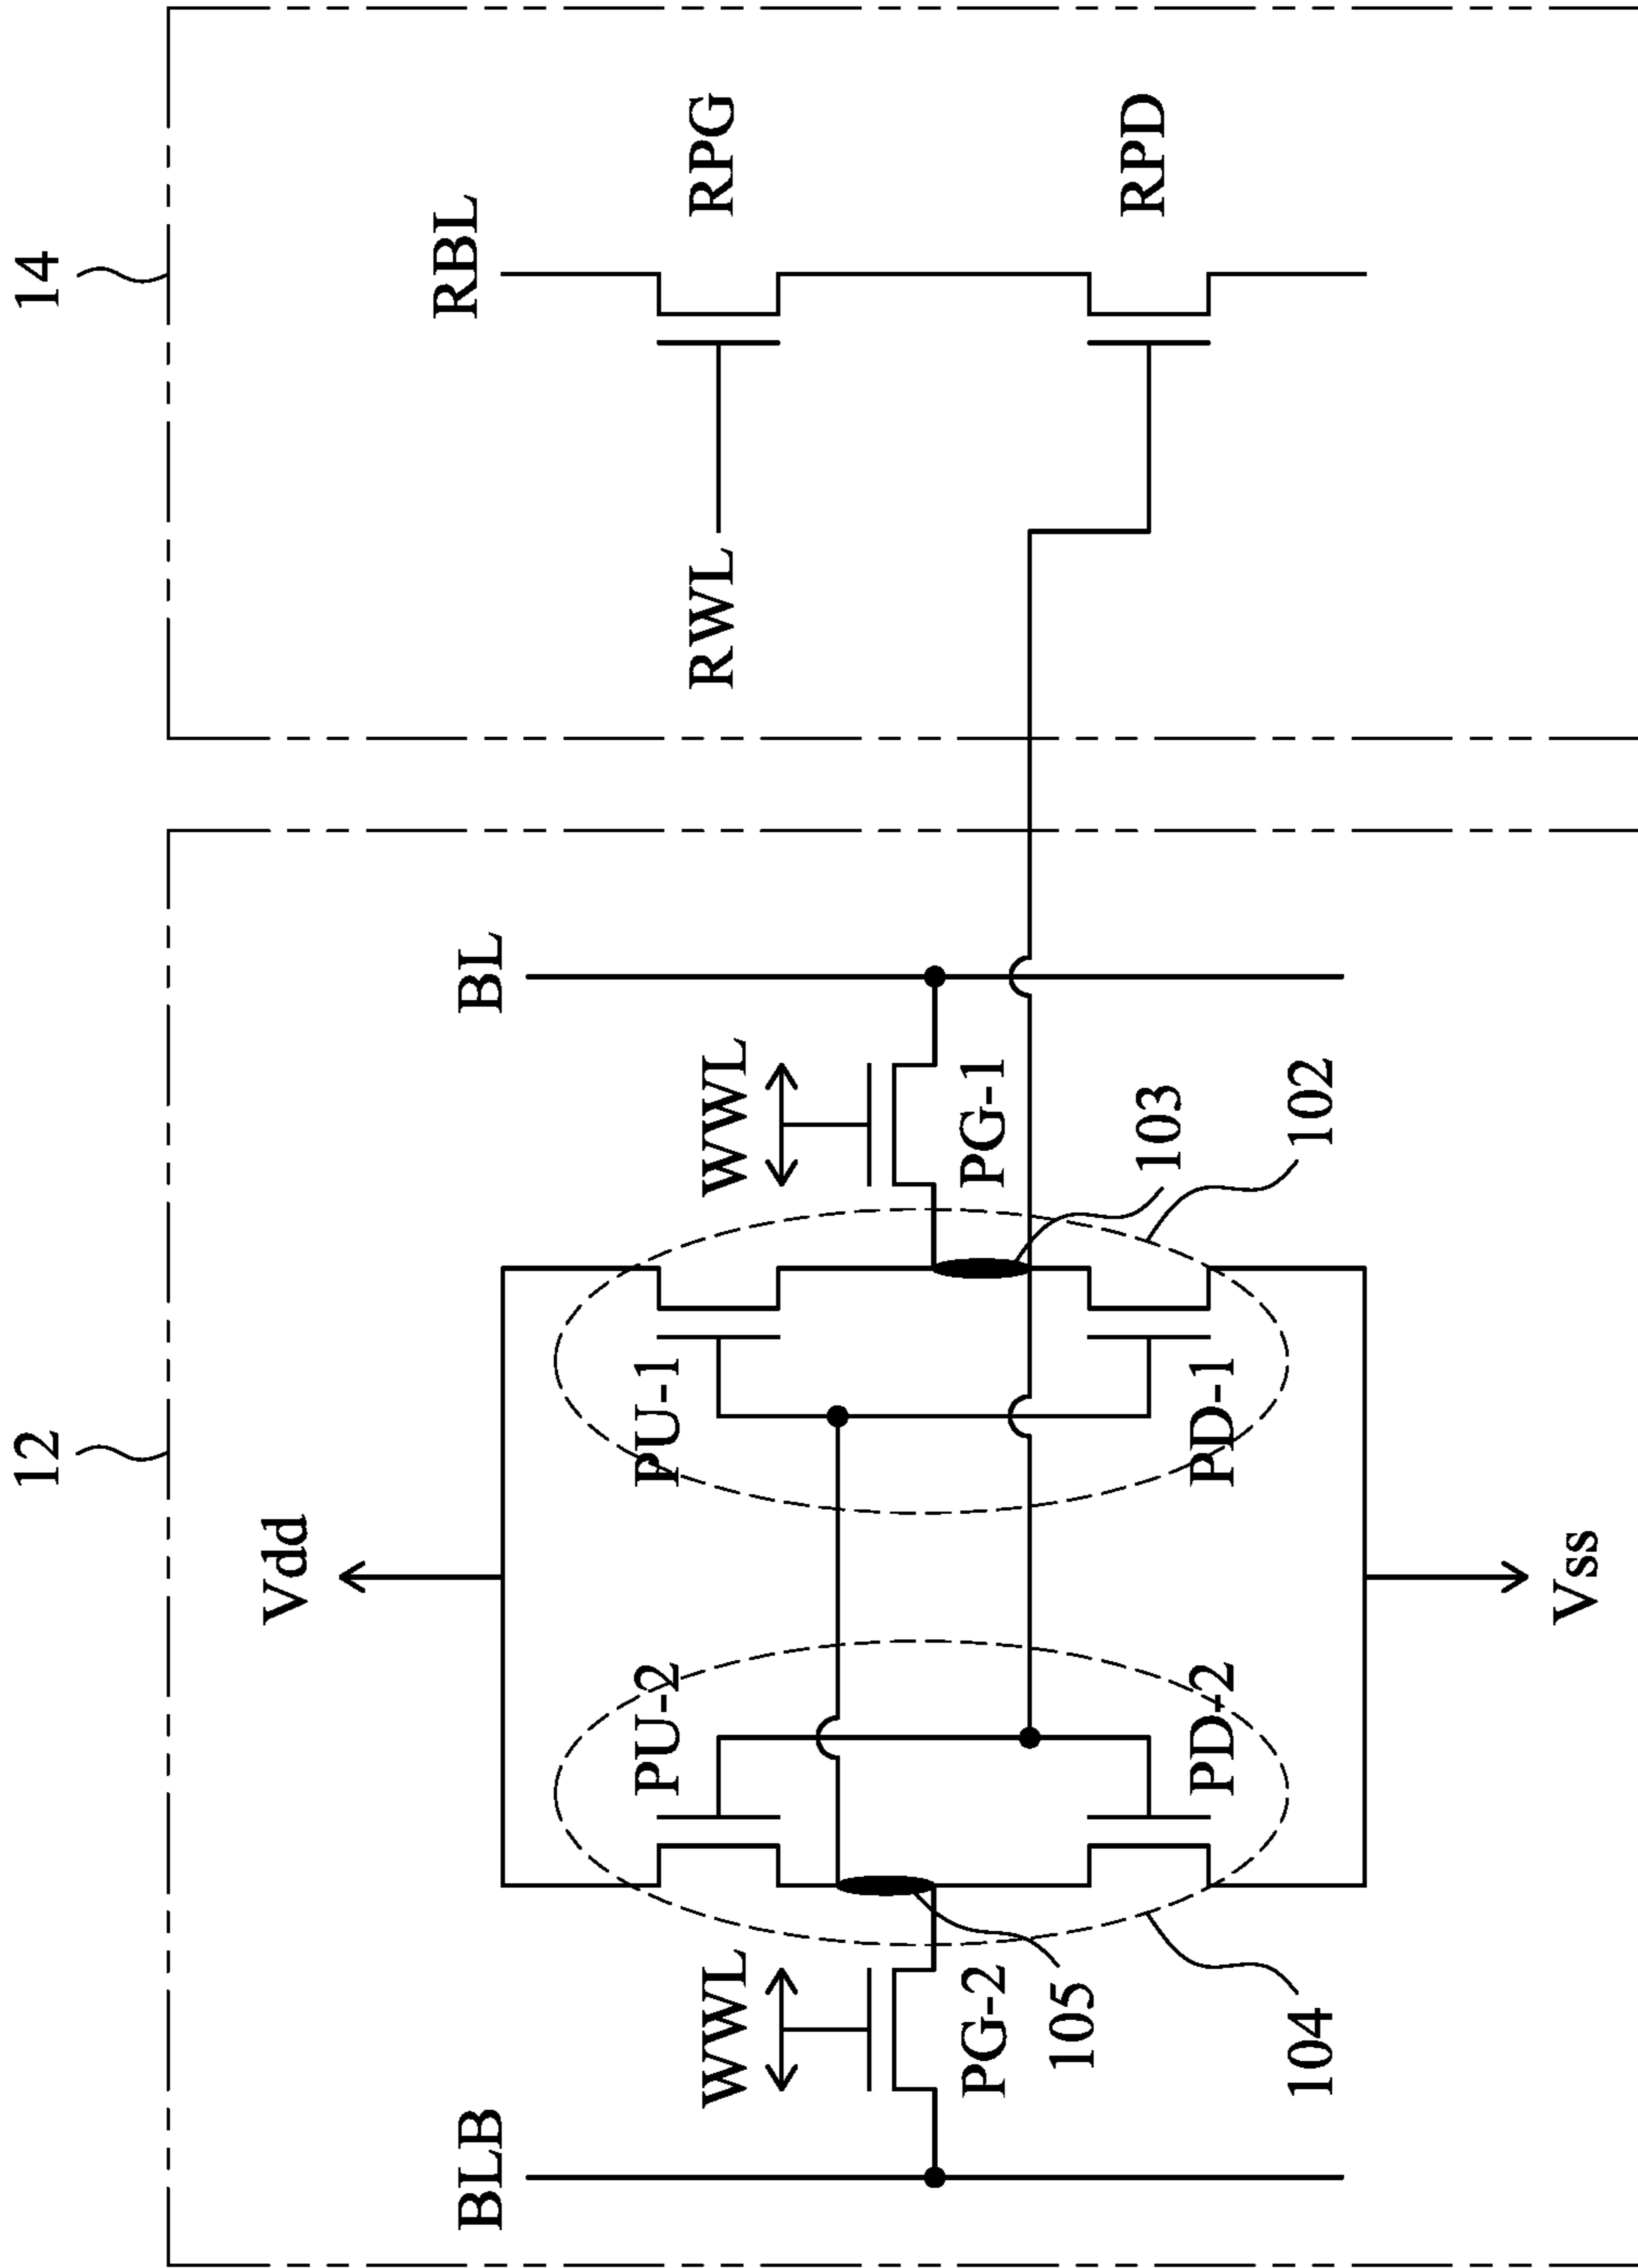 12
14
Vdd
BLB
BL
RBL
WWL
PU-2
PU-1
WWL
RWL
RPG
PG-2
PG-1
105
103
104
PD-2
PD-1
102
RPD
Vss